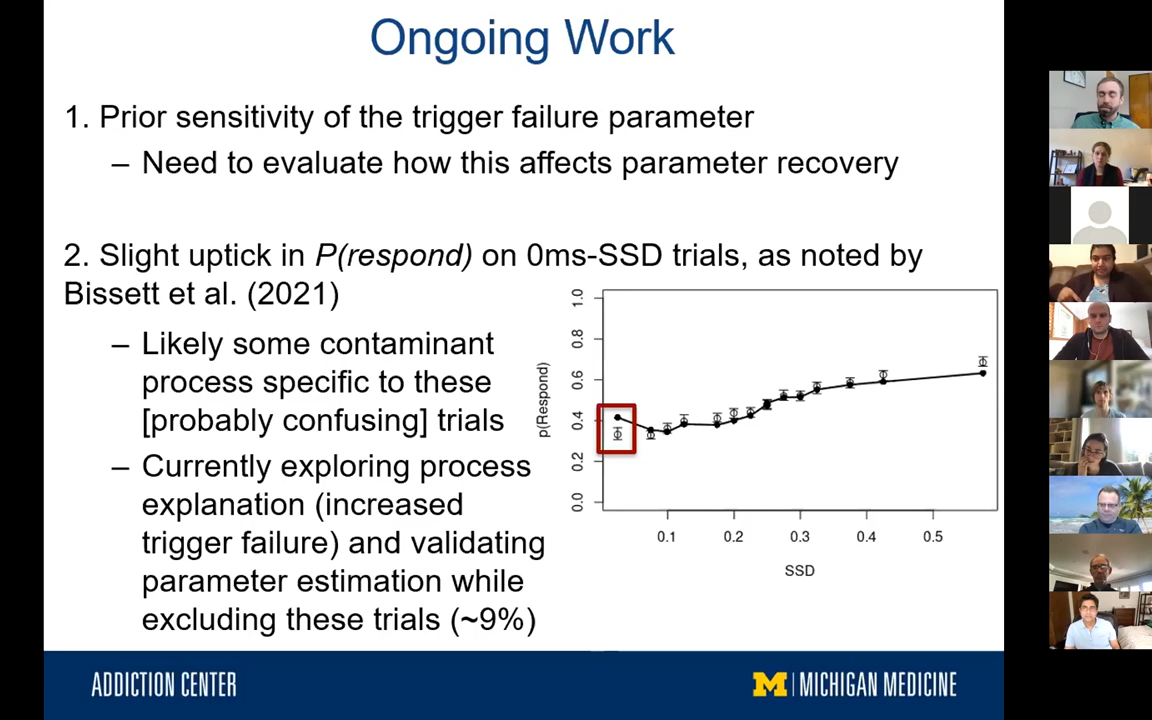 Ongoing Work
1. Prior sensitivity of the trigger failure parameter
– Need to evaluate how this affects parameter recovery
2. Slight uptick in P(respond) on 0ms-SSD trials, as noted by
Bissett et al. (2021)
– Likely some contaminant
process specific to these
[probably confusing] trials
– Currently exploring process
explanation (increased
trigger failure) and validating
parameter estimation while
excluding these trials (~9%)
p(Respond)
1.0
0.8
0.6
0.4
0.2
0.0
0.1 0.2 0.3 0.4 0.5
SSD
ADDICTION CENTER
M | MICHIGAN MEDICINE